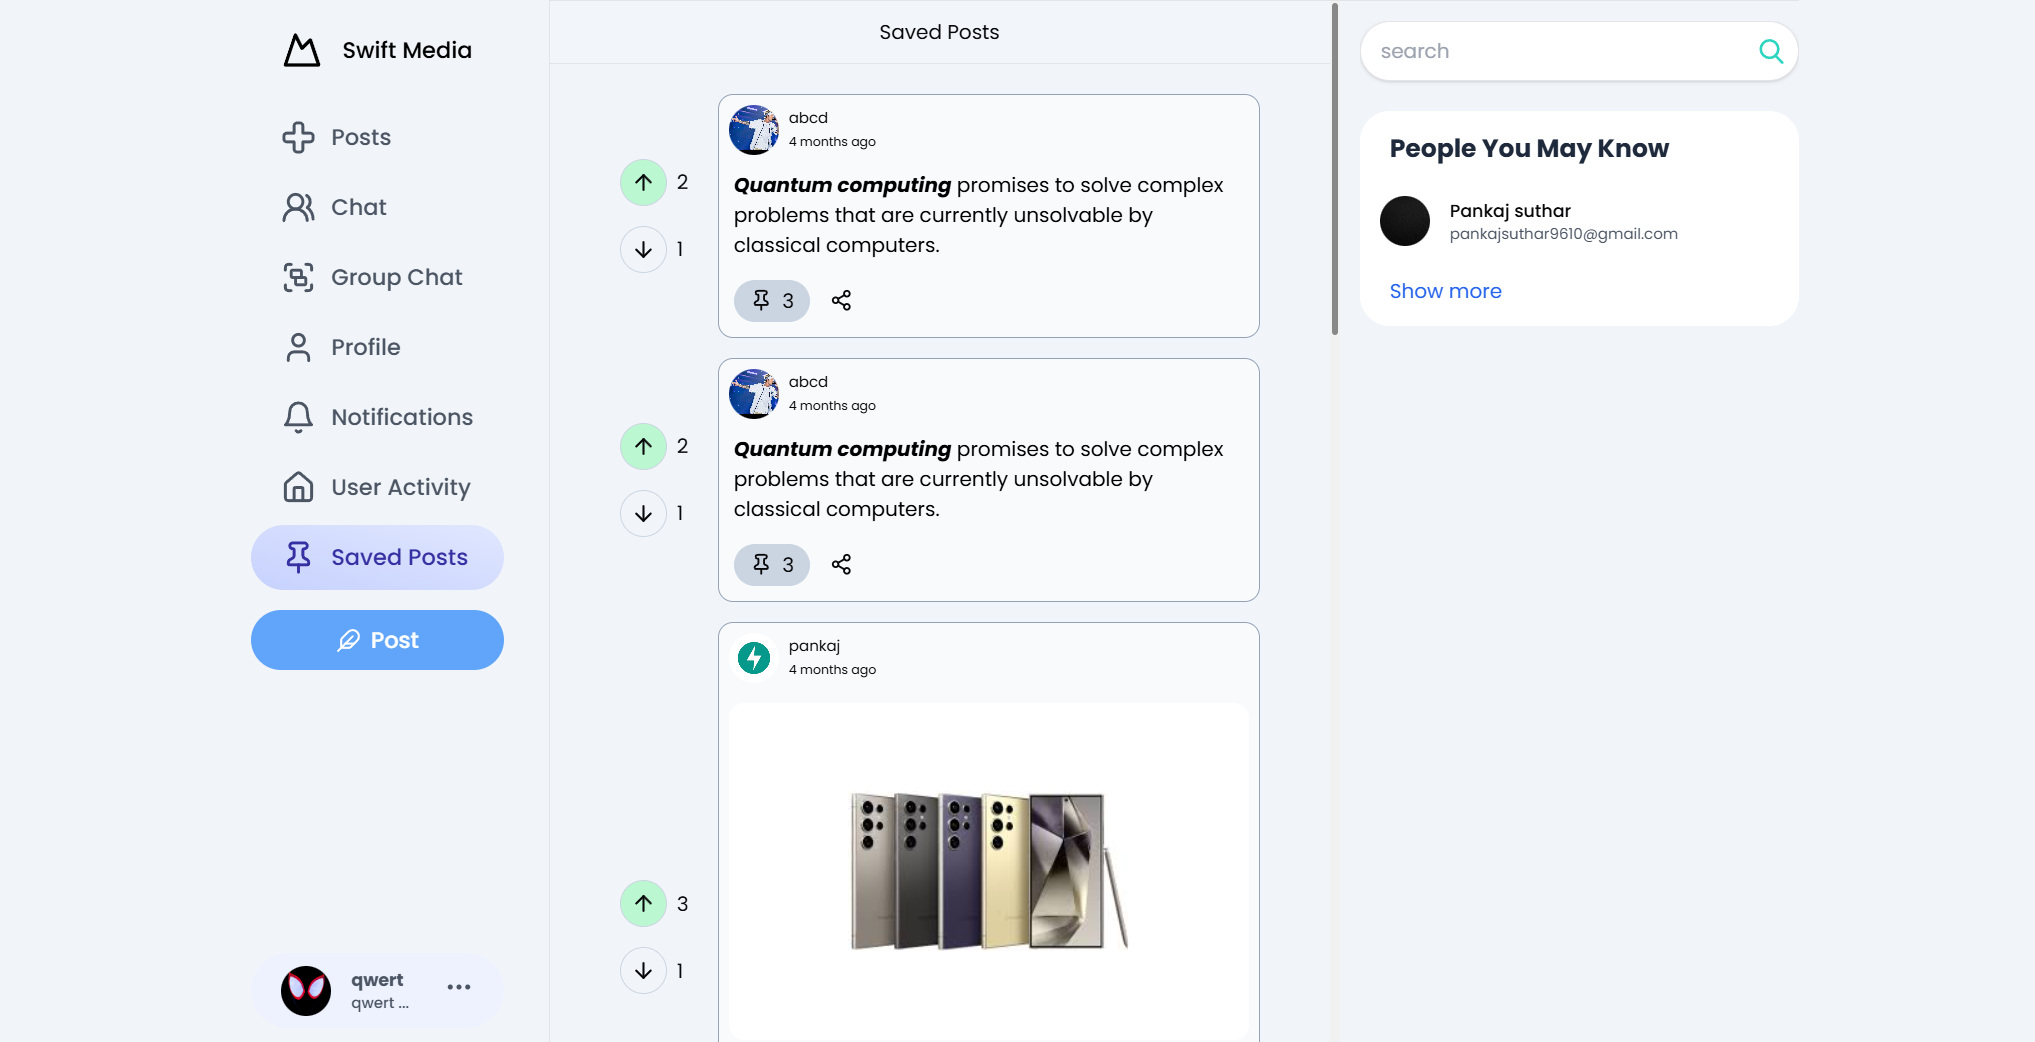 Swift Media
Posts
Chat
Group Chat
Profile
Notifications
User Activity
Saved Posts
Post
qwert
qwert ...
Saved Posts
abcd
4 months ago
2
1
Quantum computing promises to solve complex
problems that are currently unsolvable by
classical computers.
3
abcd
4 months ago
2
1
Quantum computing promises to solve complex
problems that are currently unsolvable by
classical computers.
3
pankaj
4 months ago
3
1
search
People You May Know
Pankaj suthar
pankajsuthar9610@gmail.com
Show more